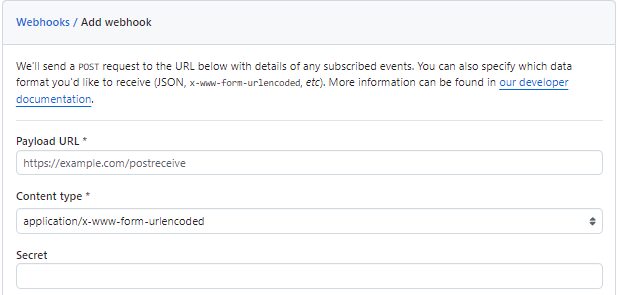 Webhooks / Add webhook
We'll send a POST request to the URL below with details of any subscribed events. You can also specify which data
format you'd like to receive (JSON, x-www-form-urlencoded, etc). More information can be found in our developer
documentation.
Payload URL *
https://example.com/postreceive
Content type *
application/x-www-form-urlencoded
Secret